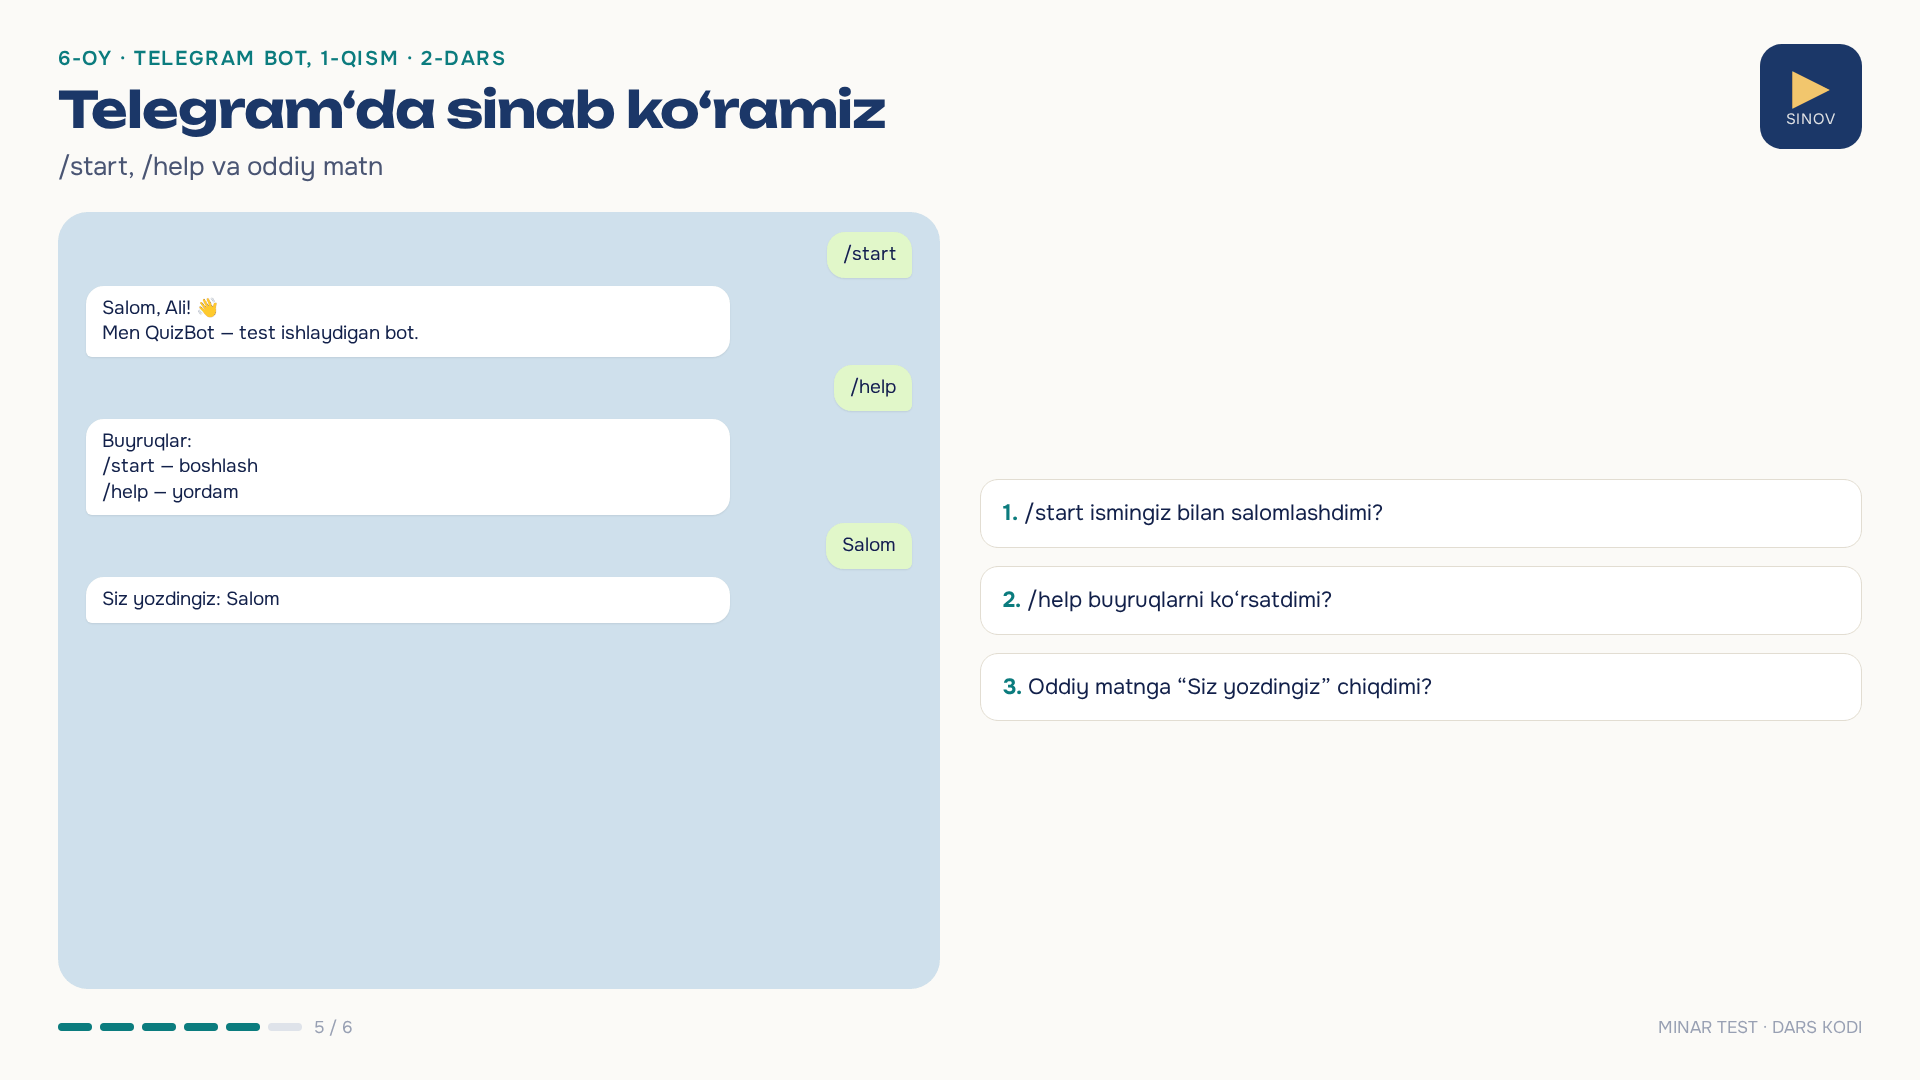 6-OY · TELEGRAM BOT, 1-QISM · 2-DARS
Telegram‘da sinab ko‘ramiz
/start, /help va oddiy matn
SINOV
/start
Salom, Ali! 👋
Men QuizBot — test ishlaydigan bot.
/help
Buyruqlar:
/start — boshlash
/help — yordam
Salom
Siz yozdingiz: Salom
1. /start ismingiz bilan salomlashdimi?
2. /help buyruqlarni ko‘rsatdimi?
3. Oddiy matnga “Siz yozdingiz” chiqdimi?
5 / 6
MINAR TEST · DARS KODI